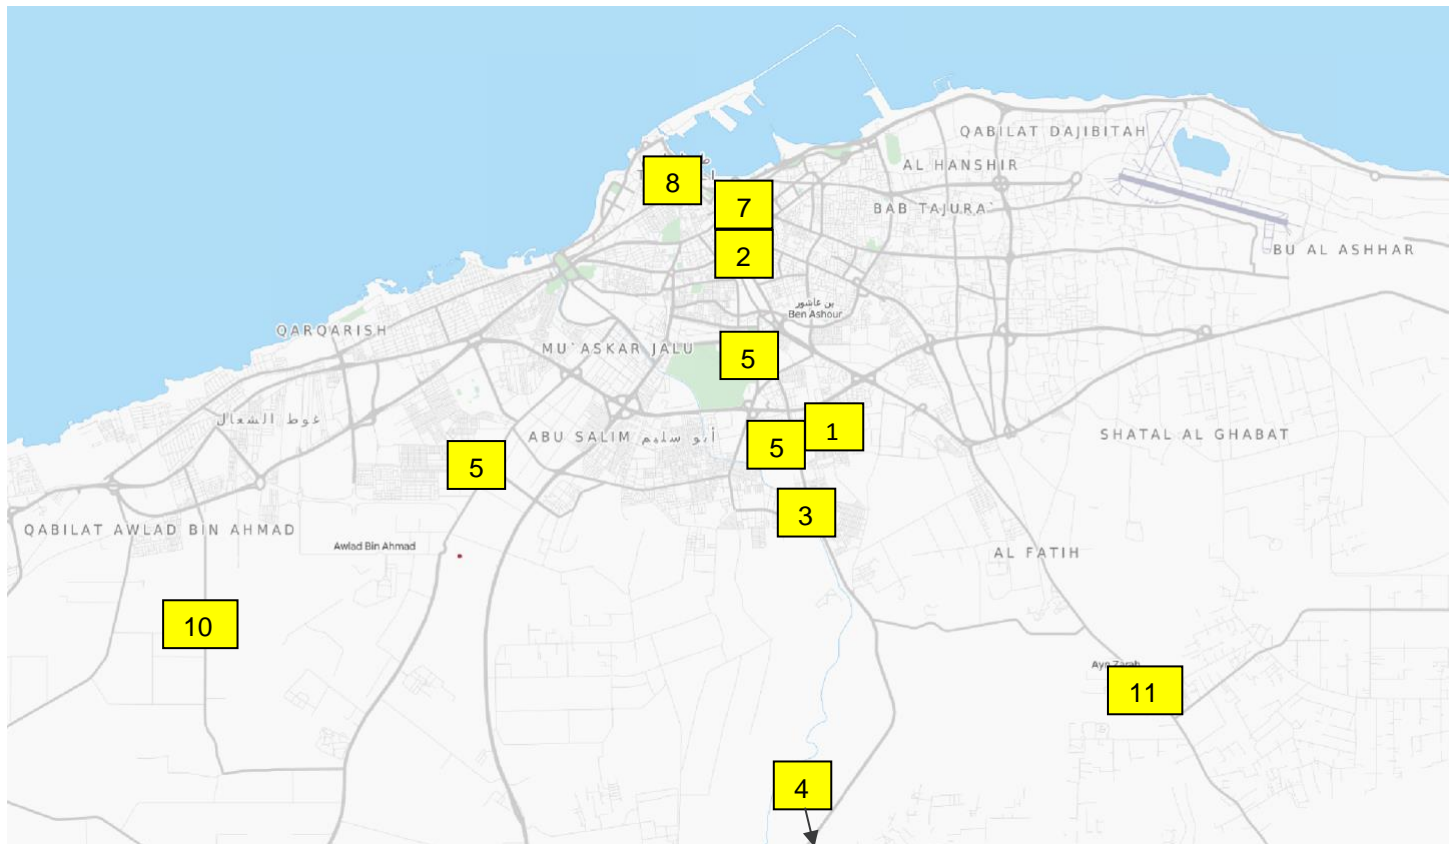 QABILAT DAJIBITAH
AL HANSHIR
8
7
BAB TAJURA`
2
BU AL ASHHAR
بن عاشور
Ben Ashour
QARQARISH
MU`ASKAR JALU
5
غوط الشعال
ABU SALIM أبو سليم
1
SHATAL AL GHABAT
5
5
3
QABILAT AWLAD BIN AHMAD
Awlad Bin Ahmad
AL FATIH
10
Ayn Zarah
11
4